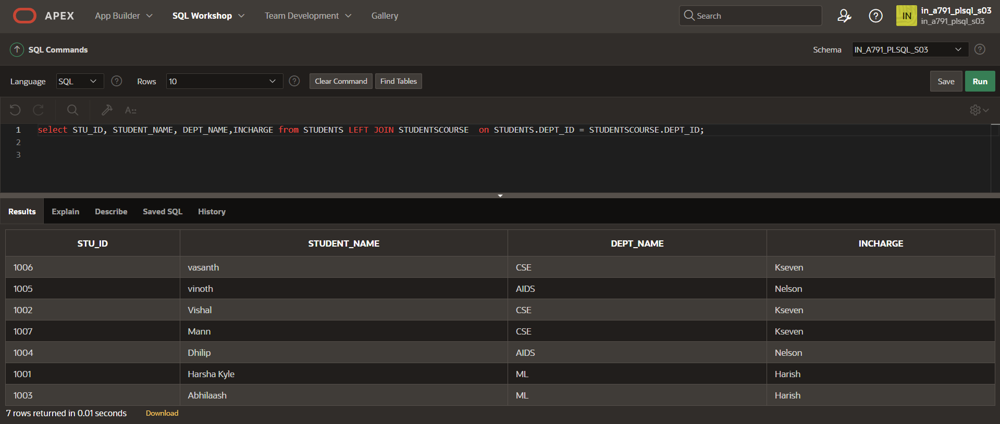 APEX App Builder SQL Workshop Team Development Gallery Search ? IN in_a791_plsql_s03
in_a791_plsql_s03
SQL Commands Schema IN_A791_PLSQL_S03 ?
Language SQL ? Rows 10 ? Clear Command Find Tables Save Run
A::
1 select STU_ID, STUDENT_NAME, DEPT_NAME,INCHARGE from STUDENTS LEFT JOIN STUDENTSCOURSE  on STUDENTS.DEPT_ID = STUDENTSCOURSE.DEPT_ID;
2
3
Results Explain Describe Saved SQL History
STU_ID STUDENT_NAME DEPT_NAME INCHARGE
1006 vasanth CSE Kseven
1005 vinoth AIDS Nelson
1002 Vishal CSE Kseven
1007 Mann CSE Kseven
1004 Dhilip AIDS Nelson
1001 Harsha Kyle ML Harish
1003 Abhilaash ML Harish
7 rows returned in 0.01 seconds Download